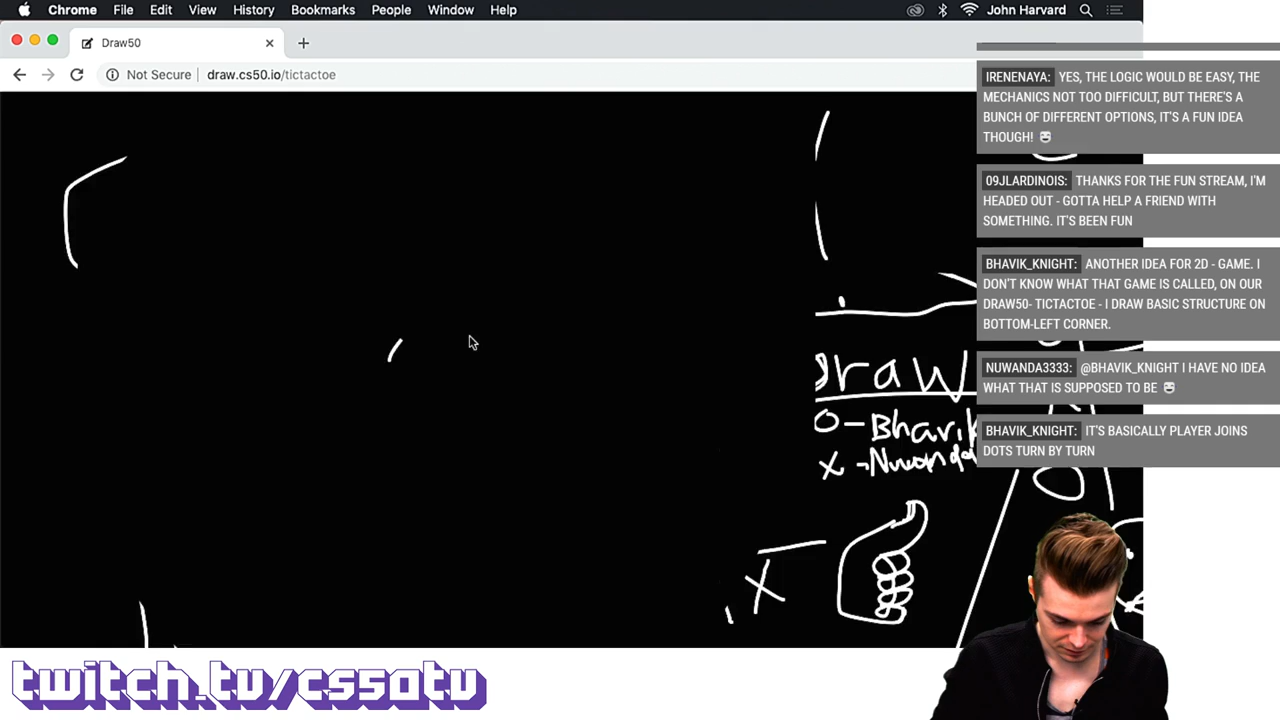 Chrome File Edit View History Bookmarks People Window Help John Harvard
Draw50
Not Secure draw.cs50.io/tictactoe
IRENENAYA: YES, THE LOGIC WOULD BE EASY, THE
MECHANICS NOT TOO DIFFICULT, BUT THERE'S A
BUNCH OF DIFFERENT OPTIONS, IT'S A FUN IDEA
THOUGH!
09JLARDINOIS: THANKS FOR THE FUN STREAM, I'M
HEADED OUT - GOTTA HELP A FRIEND WITH
SOMETHING. IT'S BEEN FUN
BHAVIK_KNIGHT: ANOTHER IDEA FOR 2D - GAME. I
DON'T KNOW WHAT THAT GAME IS CALLED, ON OUR
DRAW50- TICTACTOE - I DRAW BASIC STRUCTURE ON
BOTTOM-LEFT CORNER.
NUWANDA3333: @BHAVIK_KNIGHT I HAVE NO IDEA
WHAT THAT IS SUPPOSED TO BE
BHAVIK_KNIGHT: IT'S BASICALLY PLAYER JOINS
DOTS TURN BY TURN
Draw
O-Bhavik
X-Nuwanda
X
twitch.tv/cs50tv